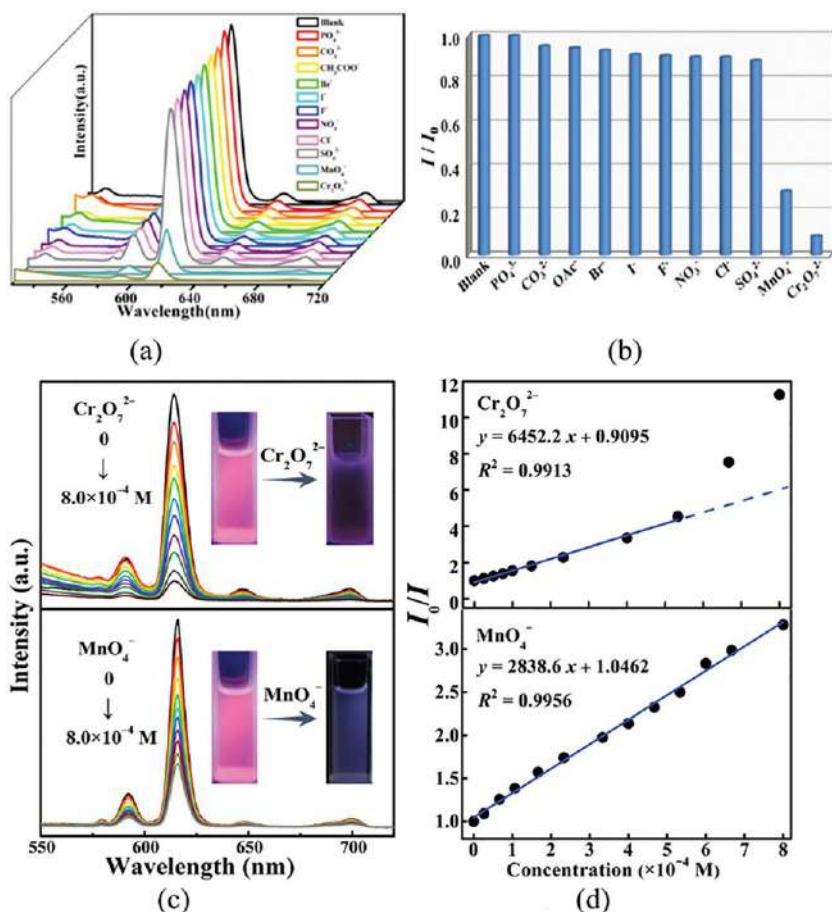 Intensity(a.u.)
Blank
PO₄³⁻
CO₃²⁻
CH₃COO⁻
Br⁻
I⁻
F⁻
NO₃⁻
Cl⁻
SO₄²⁻
MnO₄⁻
Cr₂O₇²⁻
560 600 640 680 720
Wavelength(nm)
(a)
I / I₀
1.0
0.8
0.6
0.4
0.2
0.0
Blank PO₄³⁻ CO₃²⁻ OAc⁻ Br⁻ I⁻ F⁻ NO₃⁻ Cl⁻ SO₄²⁻ MnO₄⁻ Cr₂O₇²⁻
(b)
Intensity (a.u.)
Cr₂O₇²⁻
0
↓
8.0×10⁻⁴ M
Cr₂O₇²⁻
MnO₄⁻
0
↓
8.0×10⁻⁴ M
MnO₄⁻
550 600 650 700
Wavelength (nm)
(c)
I₀/I
12
10
8
6
4
2
0
Cr₂O₇²⁻
y = 6452.2 x + 0.9095
R² = 0.9913
3.0
2.5
2.0
1.5
1.0
MnO₄⁻
y = 2838.6 x + 1.0462
R² = 0.9956
0 1 2 3 4 5 6 7 8
Concentration (×10⁻⁴ M)
(d)